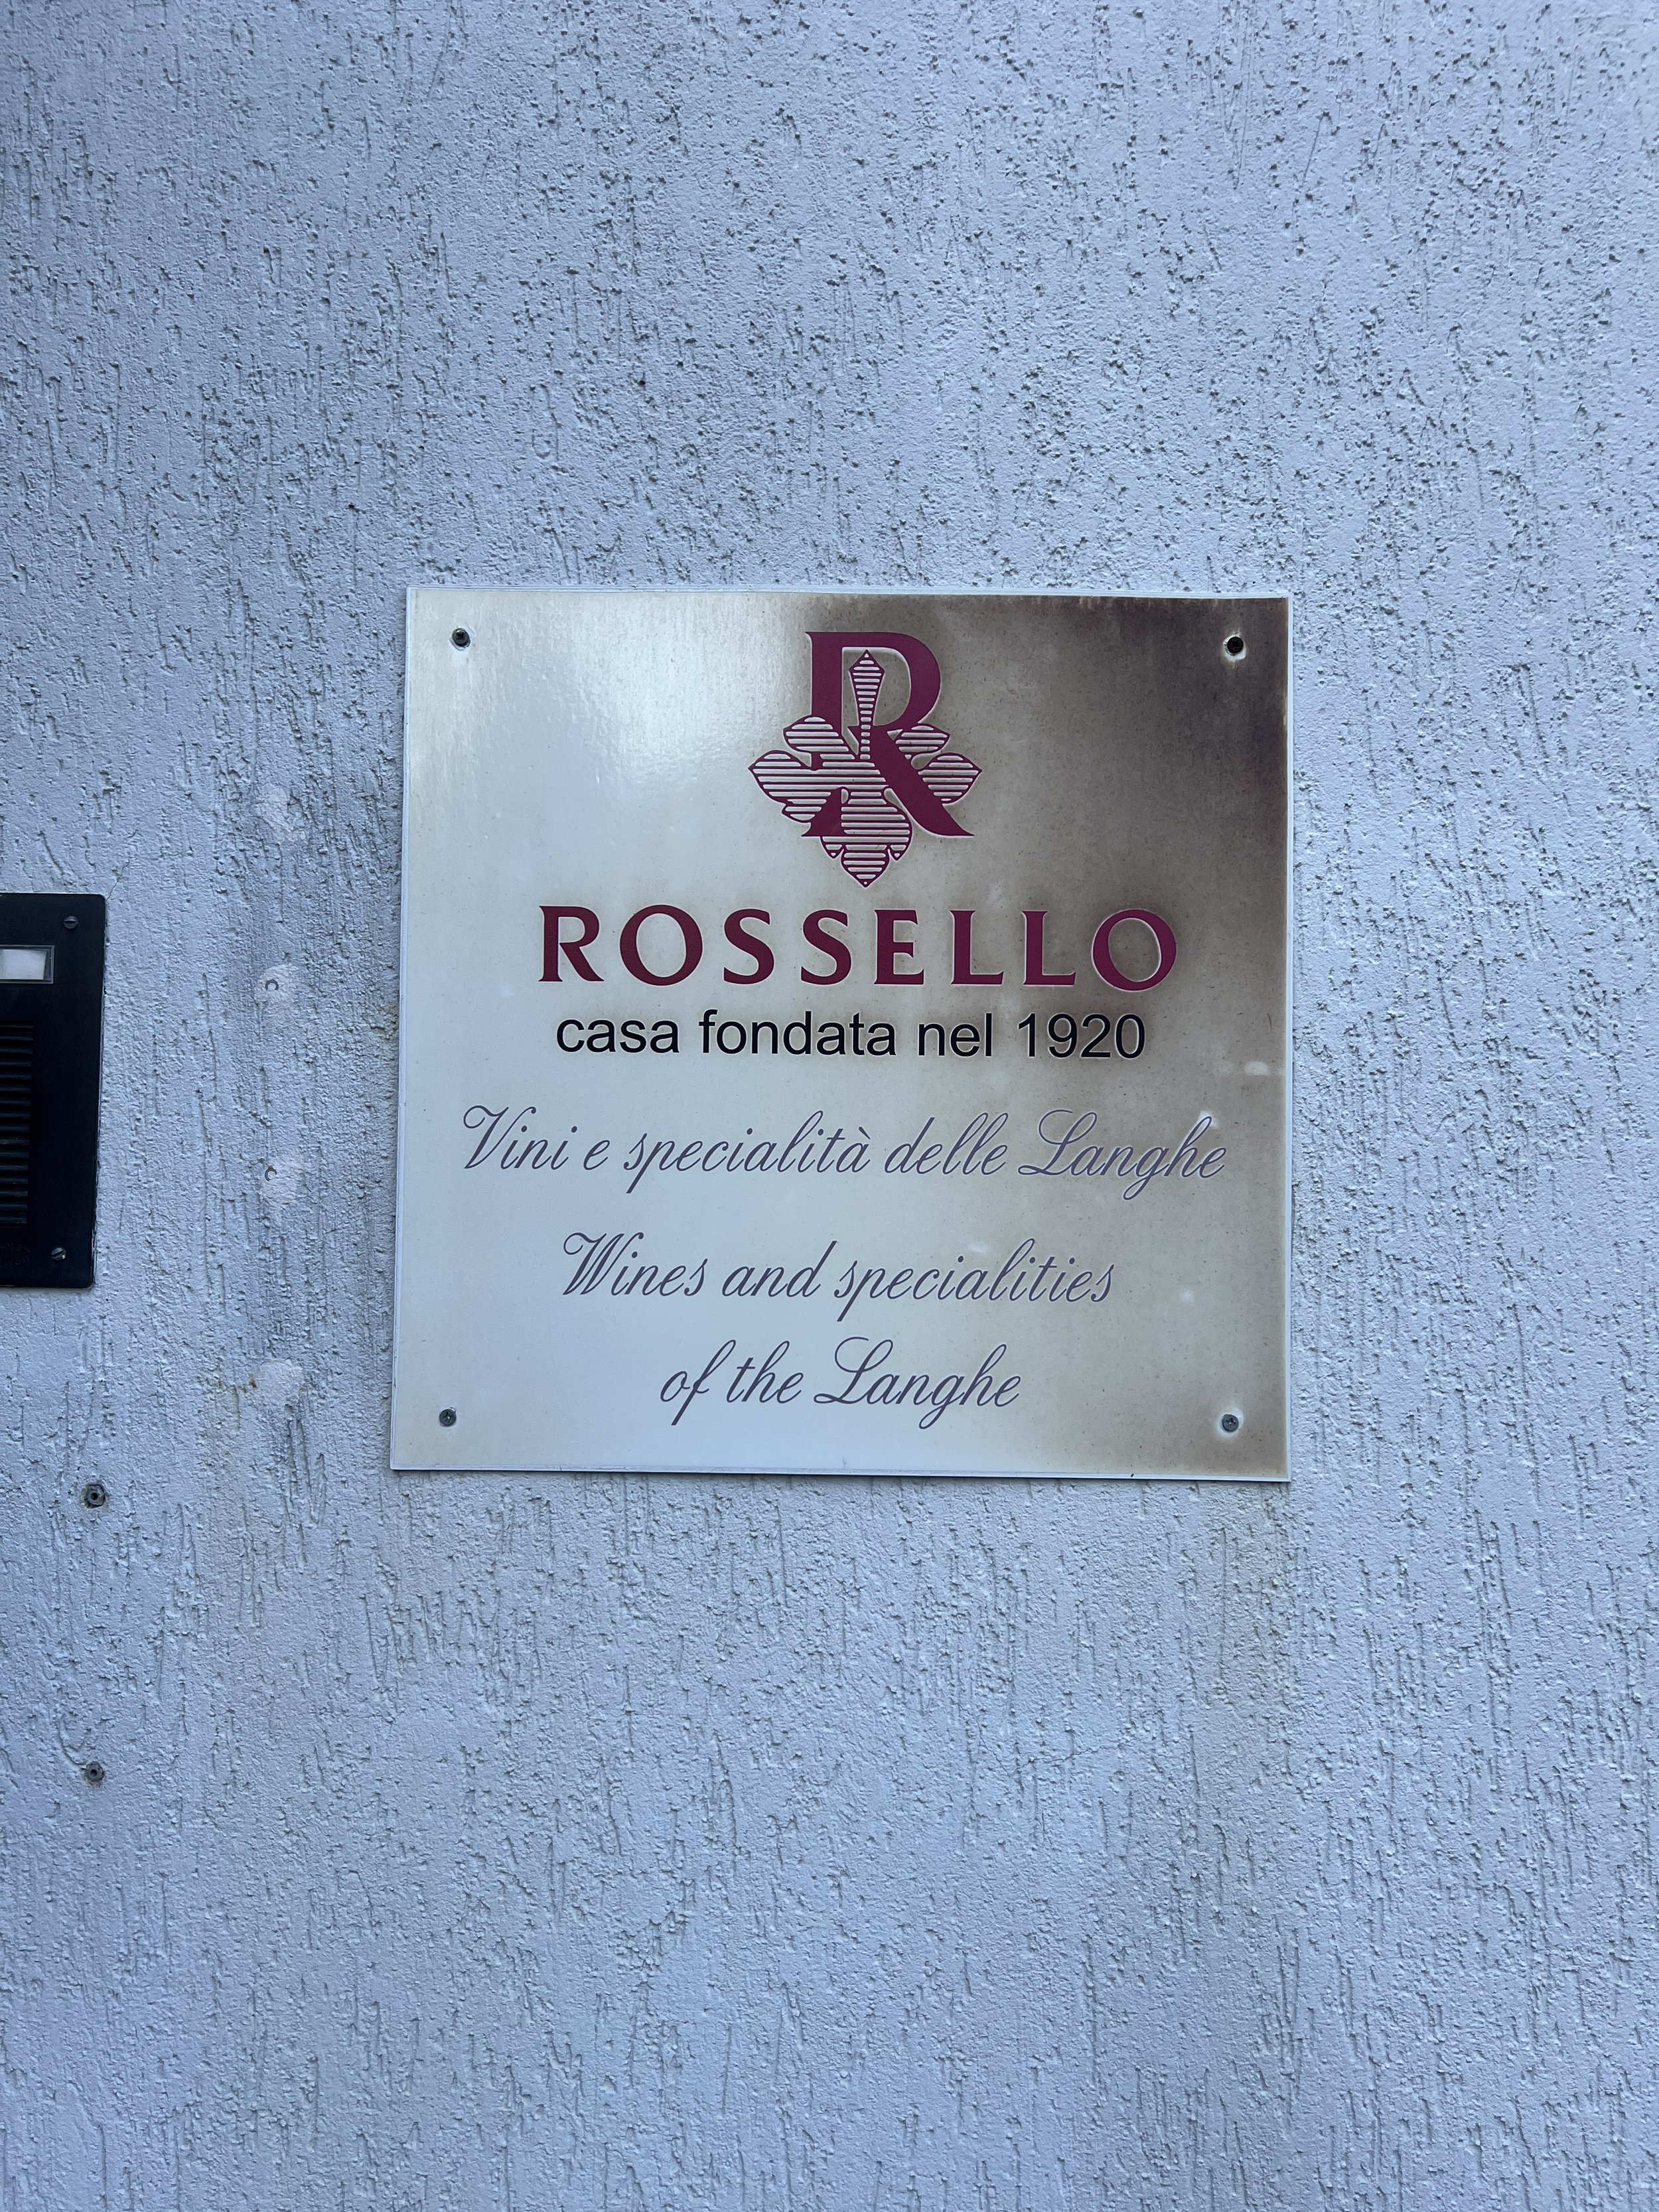 R
ROSSELLO
casa fondata nel 1920
Vini e specialità delle Langhe
Wines and specialities
of the Langhe